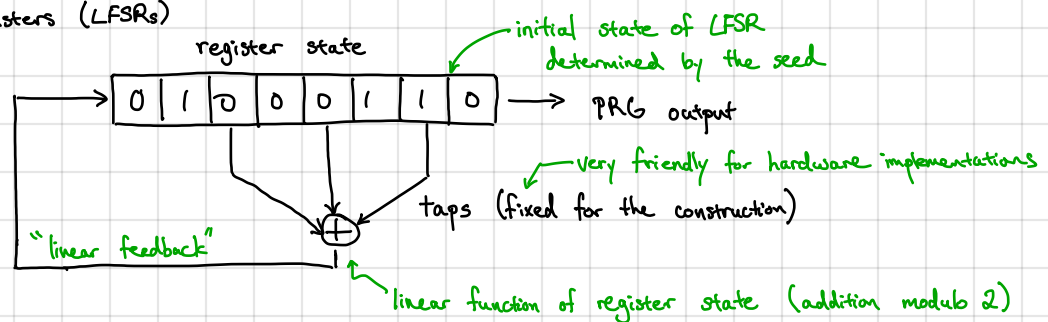 sters (LFSRs)
initial state of LFSR
determined by the seed
register state
0 1 0 0 0 1 1 0
PRG output
very friendly for hardware implementations
taps (fixed for the construction)
+
"linear feedback"
linear function of register state (addition modulo 2)